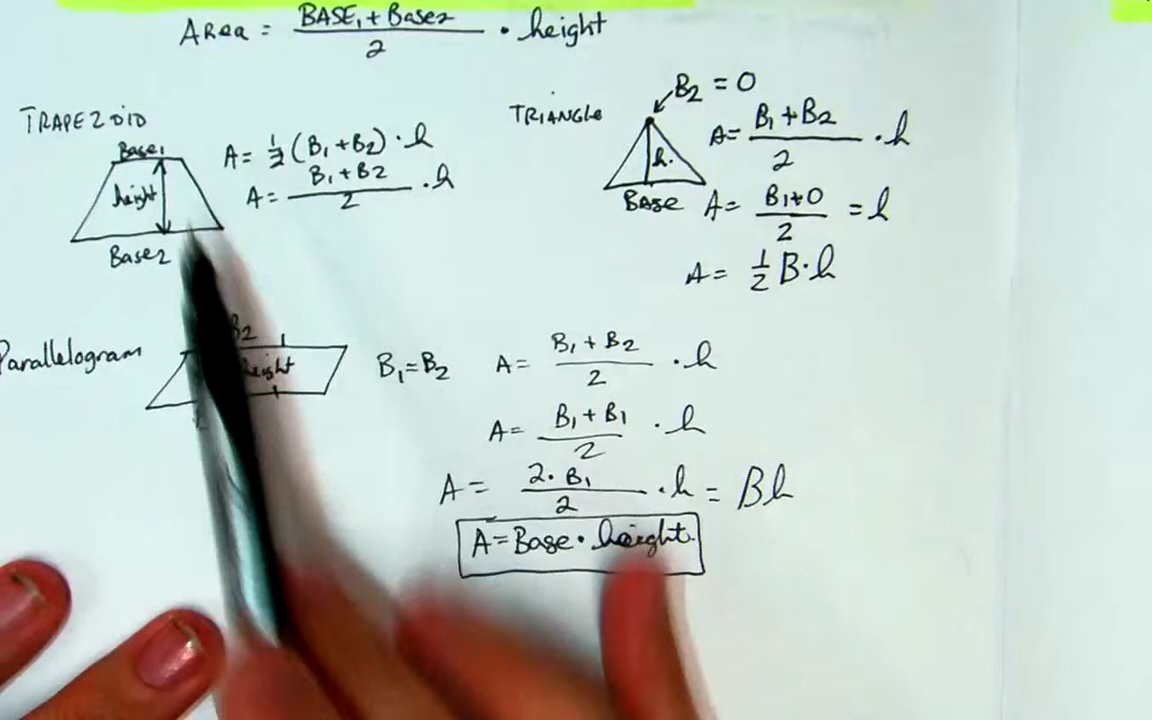 AREA = BASE₁ + Base₂ / 2 · height
TRAPEZOID
Base₁
height
Base₂
A = ½ (B₁ + B₂) · h
A = B₁ + B₂ / 2 · h
TRIANGLE
B₂ = 0
h.
BASE
A = B₁ + B₂ / 2 · h
A = B₁ + 0 / 2 = h
A = ½ B · h
Parallelogram
B₂
height
B₁ = B₂
A = B₁ + B₂ / 2 · h
A = B₁ + B₁ / 2 · h
A = 2 · B₁ / 2 · h = Bh
A = Base · height